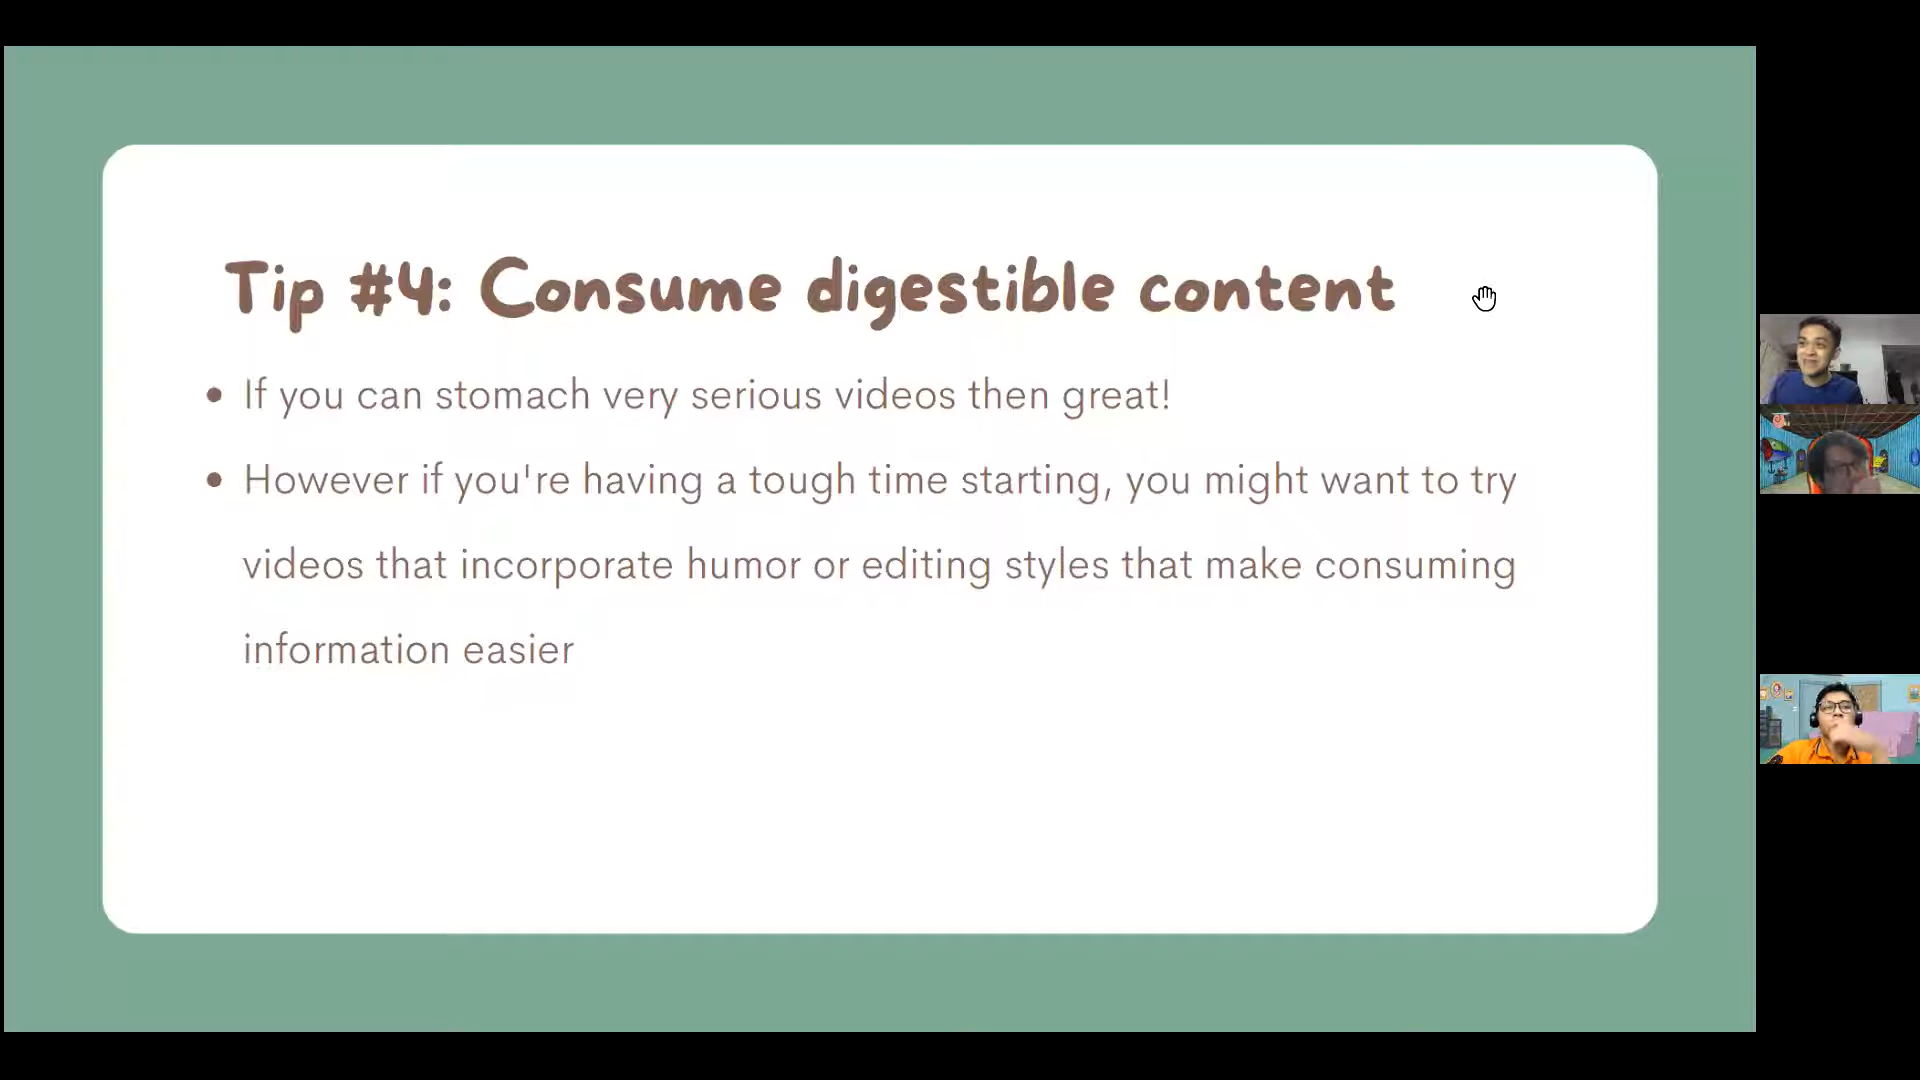 Tip #4: Consume digestible content
• If you can stomach very serious videos then great!
• However if you're having a tough time starting, you might want to try
videos that incorporate humor or editing styles that make consuming
information easier